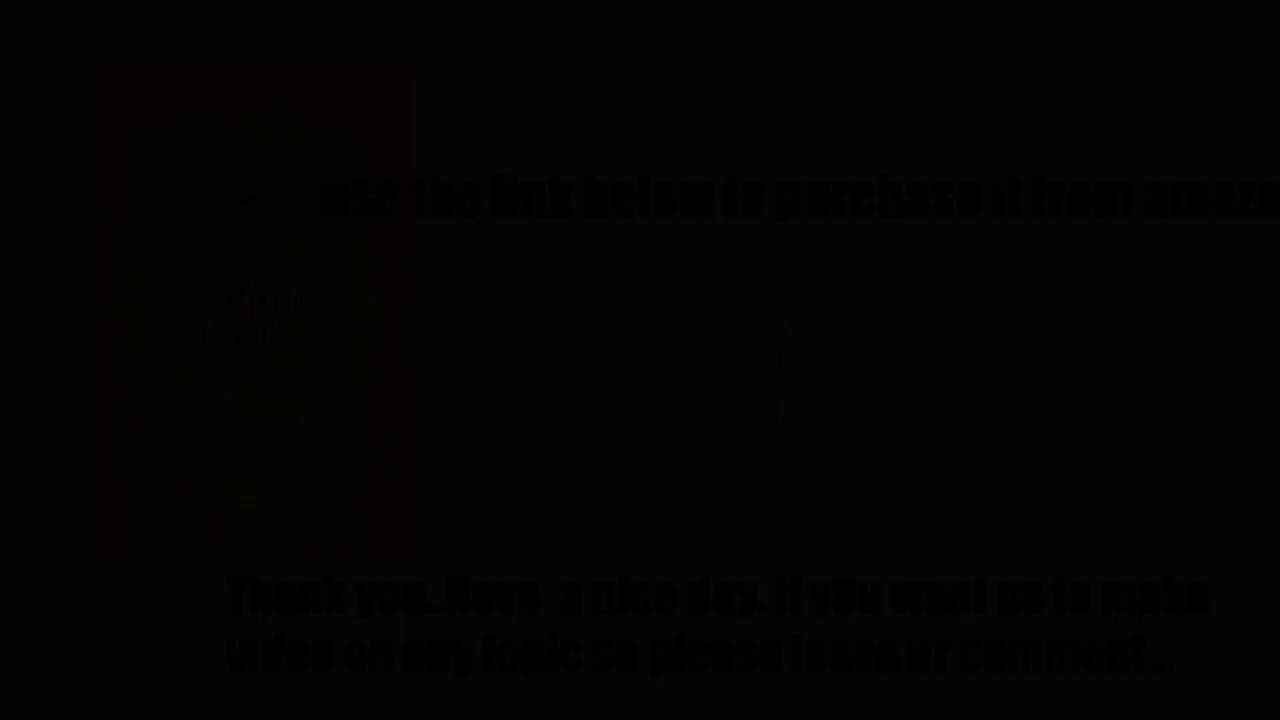 use the link below to purchase it from amazo
Thank you..Have a nice day, if you want us to make
video on any topic so please leave ur comment...